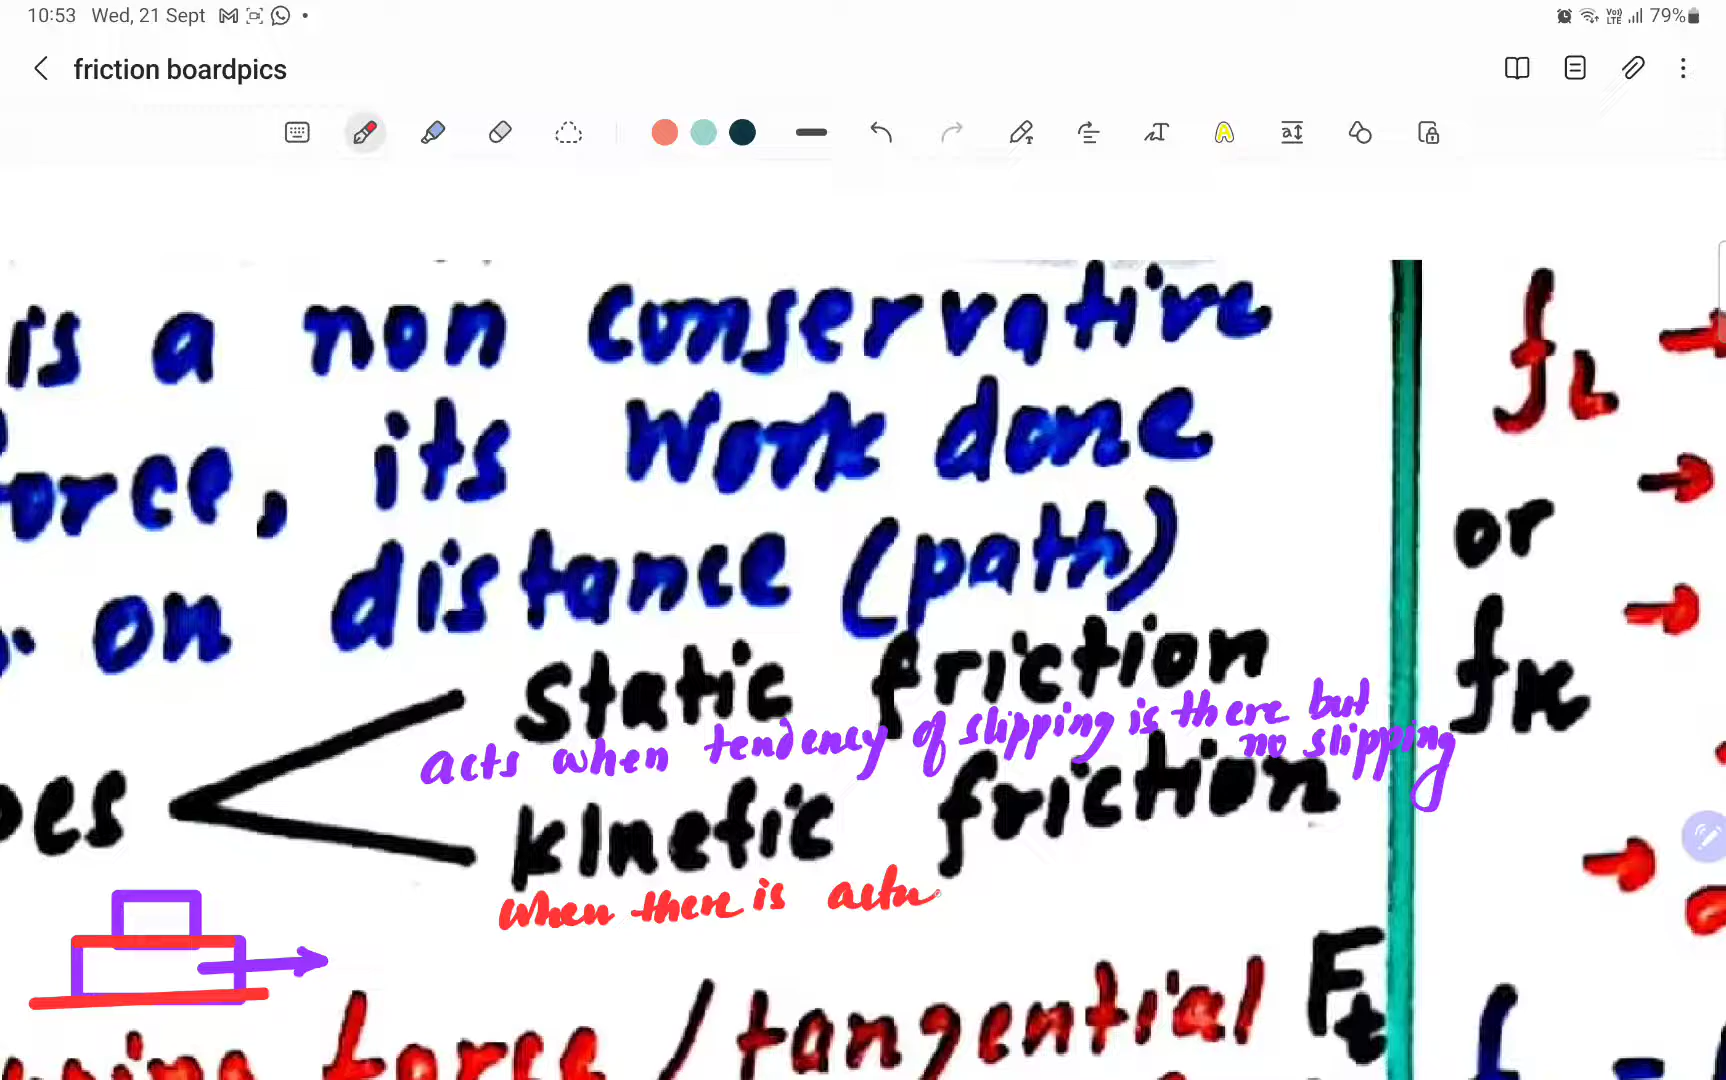 10:53 Wed, 21 Sept
79%
friction boardpics
is a non conservative
orce, its work done
on distance (path)
static friction
acts when tendency of slipping is there but
no slipping
kinetic friction
when there is actu
force / tangential Ft
fL
or
fk